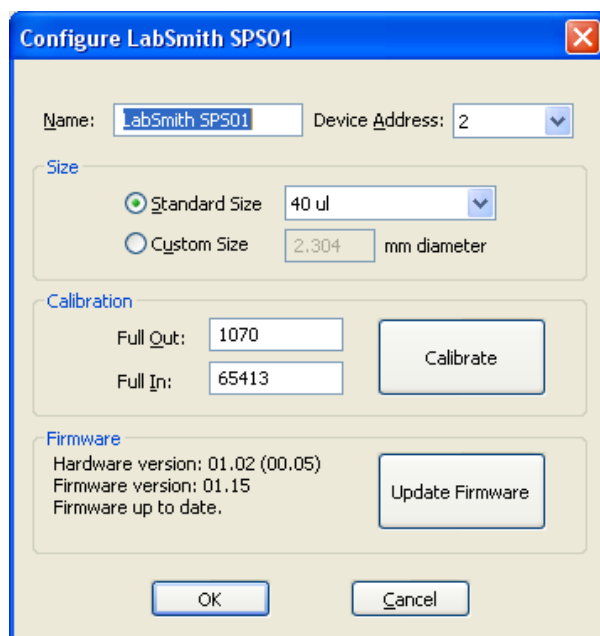 Configure LabSmith SPS01
Name: LabSmith SPS01 Device Address: 2
Size
Standard Size 40 ul
Custom Size 2.304 mm diameter
Calibration
Full Out: 1070
Calibrate
Full In: 65413
Firmware
Hardware version: 01.02 (00.05)
Firmware version: 01.15
Update Firmware
Firmware up to date.
OK Cancel